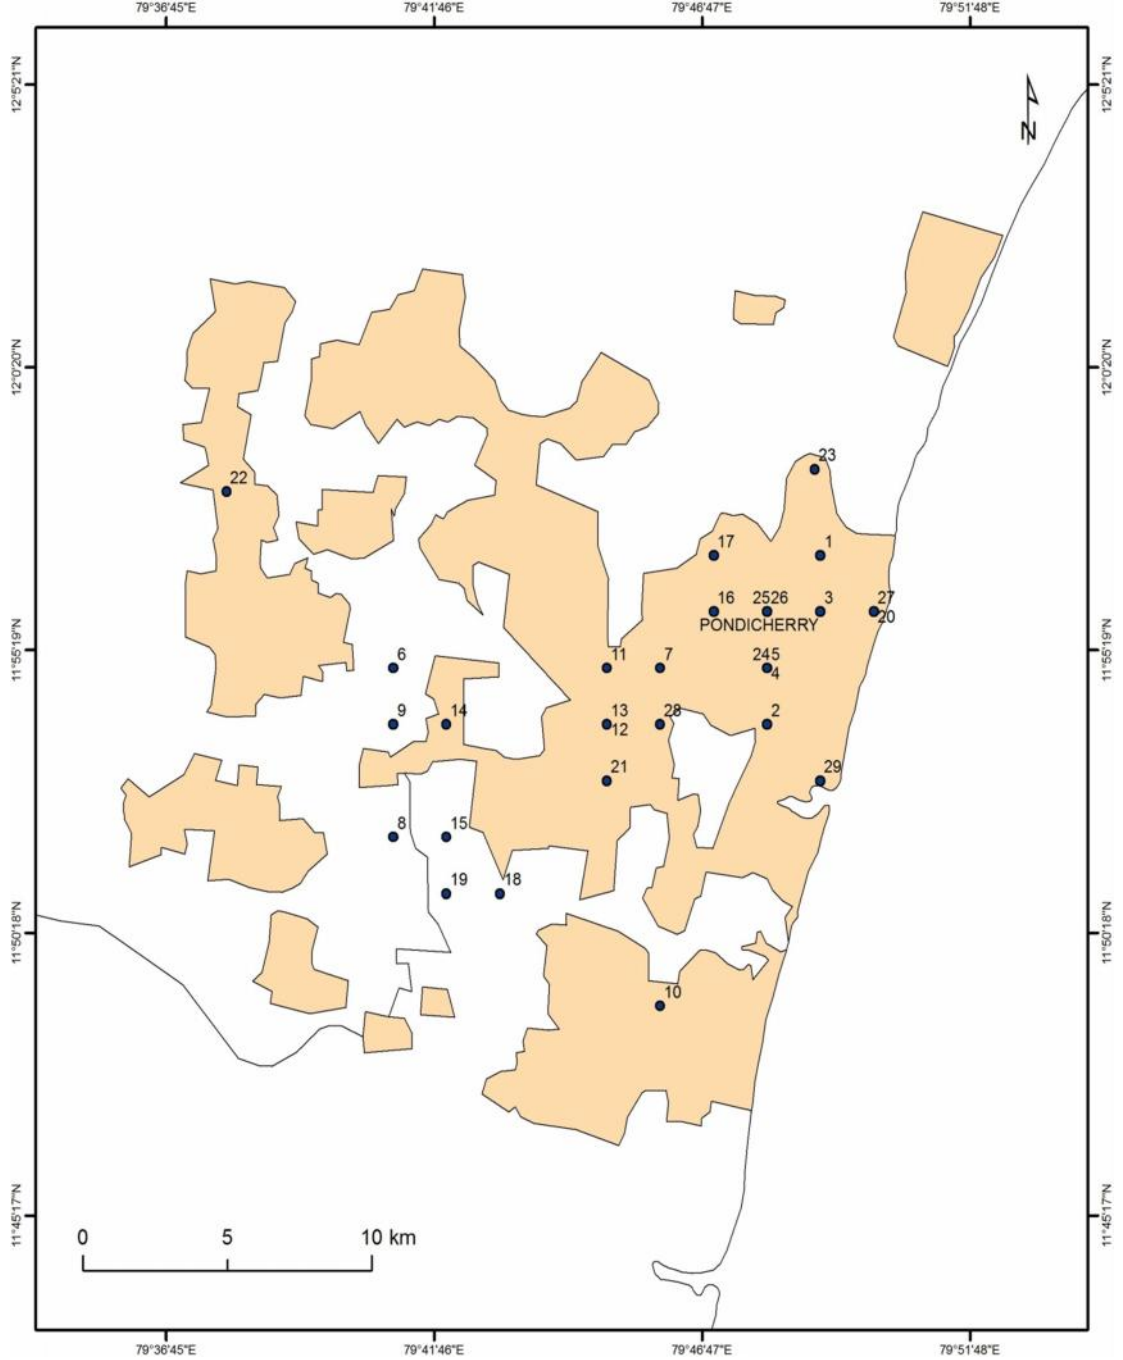 79°36'45"E 79°41'46"E 79°46'47"E 79°51'48"E
12°5'21"N 12°5'21"N
N
12°0'20"N 12°0'20"N
23
22
17 1
16 2526 3 27
20
PONDICHERRY
11°55'19"N 11°55'19"N
6 11 7 245
4
9 14 13 28 2
12
21 29
8 15
19 18
11°50'18"N 11°50'18"N
10
11°45'17"N 11°45'17"N
0 5 10 km
79°36'45"E 79°41'46"E 79°46'47"E 79°51'48"E